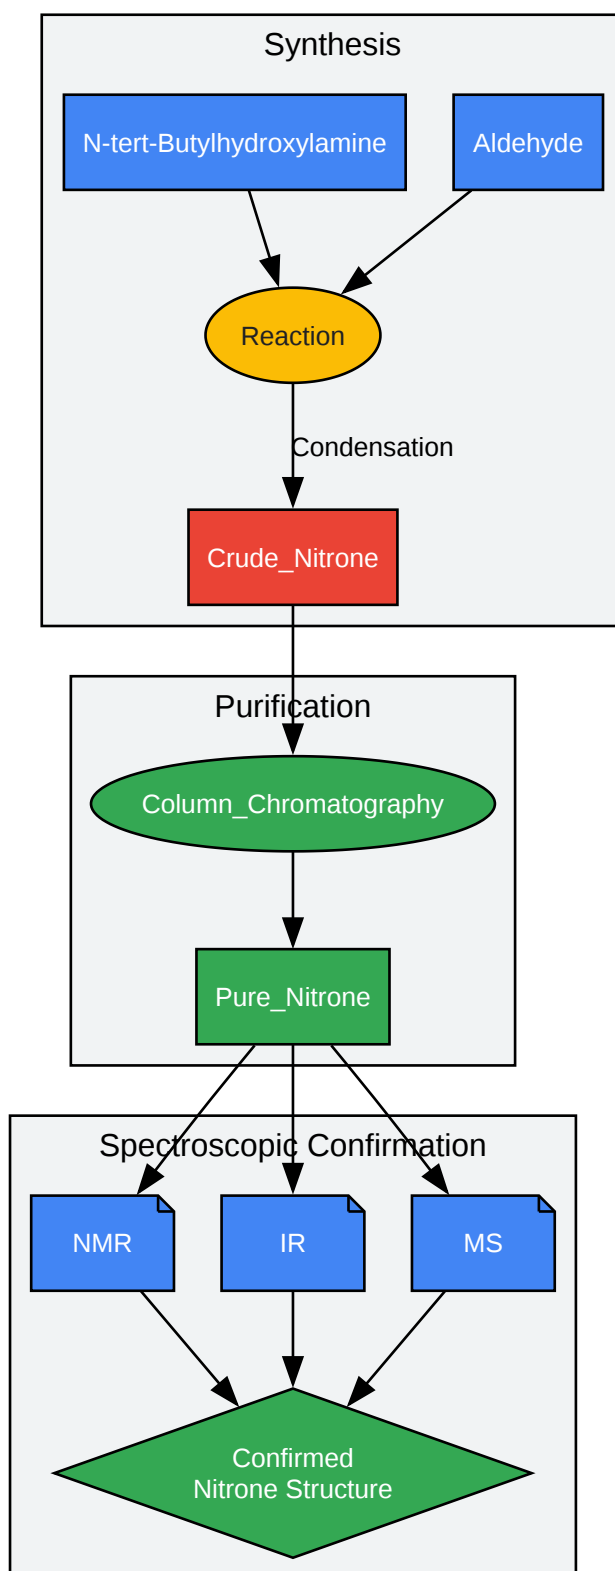 Synthesis
N-tert-Butylhydroxylamine
Aldehyde
Reaction
Condensation
Crude_Nitrone
Purification
Column_Chromatography
Pure_Nitrone
Spectroscopic Confirmation
NMR
IR
MS
Confirmed
Nitrone Structure